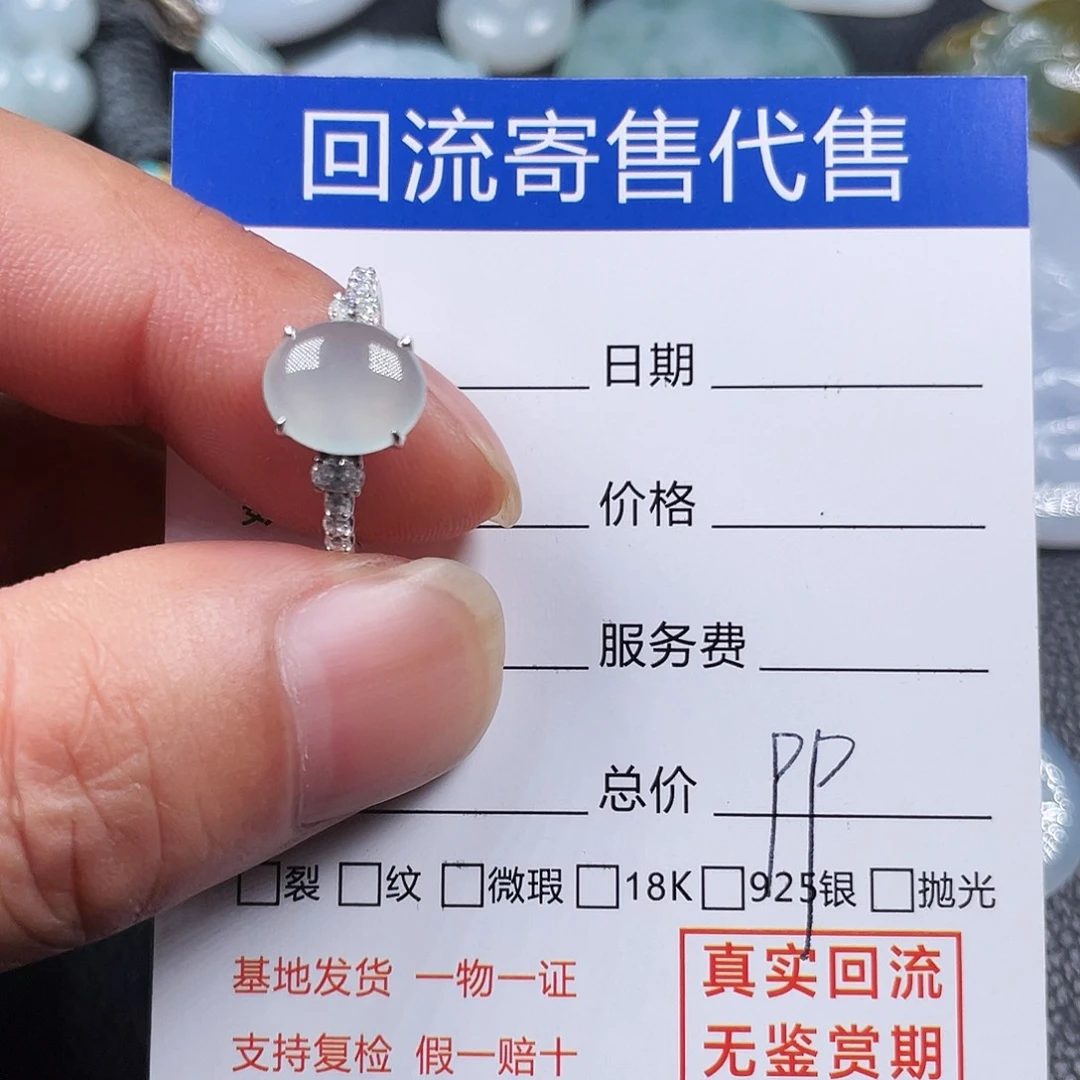 回流寄售代售
日期
价格
服务费
总价 PP
裂 纹 微瑕 18K 925银 抛光
基地发货 一物一证
支持复检 假一赔十
真实回流
无鉴赏期